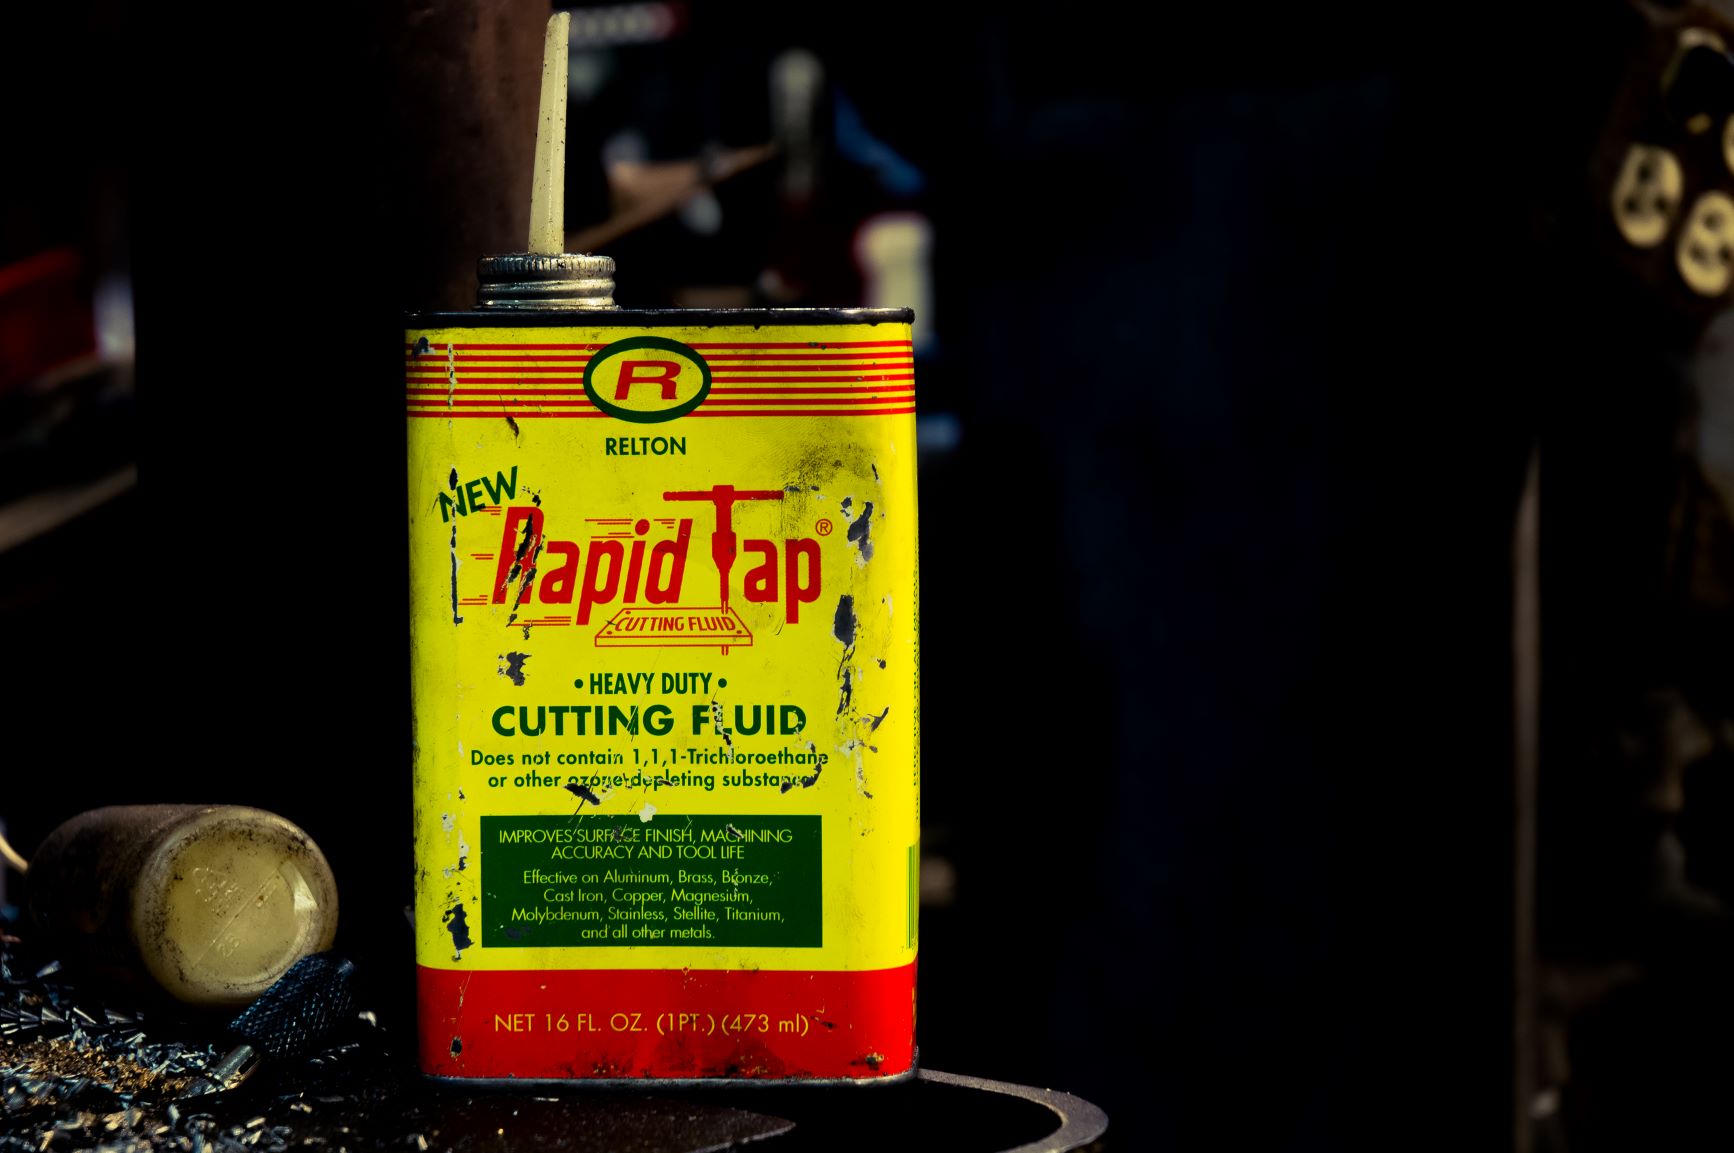 R
RELTON
NEW
Rapid Tap®
CUTTING FLUID
• HEAVY DUTY •
CUTTING FLUID
Does not contain 1,1,1-Trichloroethane
or other ozone depleting substances
IMPROVES SURFACE FINISH, MACHINING
ACCURACY AND TOOL LIFE
Effective on Aluminum, Brass, Bronze,
Cast Iron, Copper, Magnesium,
Molybdenum, Stainless, Stellite, Titanium,
and all other metals.
NET 16 FL. OZ. (1PT.) (473 ml)